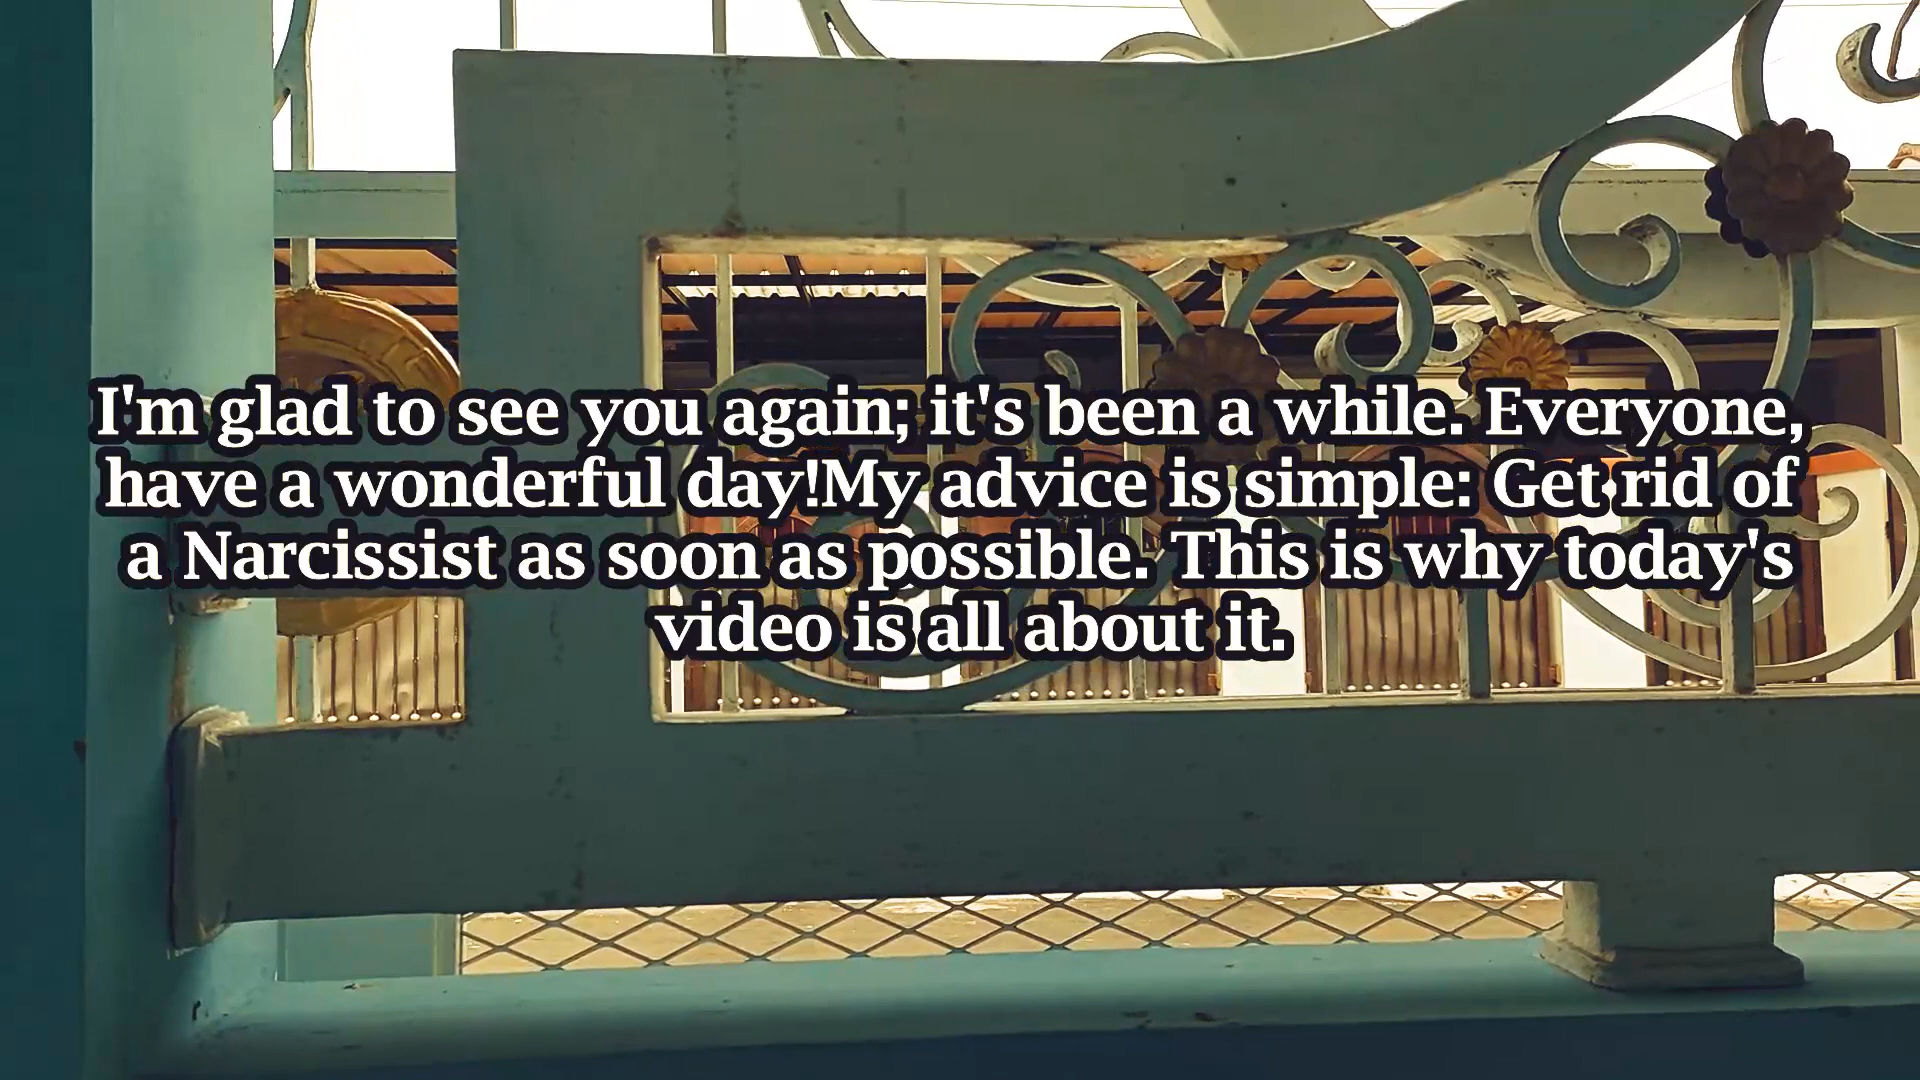 I'm glad to see you again; it's been a while. Everyone,
have a wonderful day!My advice is simple: Get rid of
a Narcissist as soon as possible. This is why today's
video is all about it.